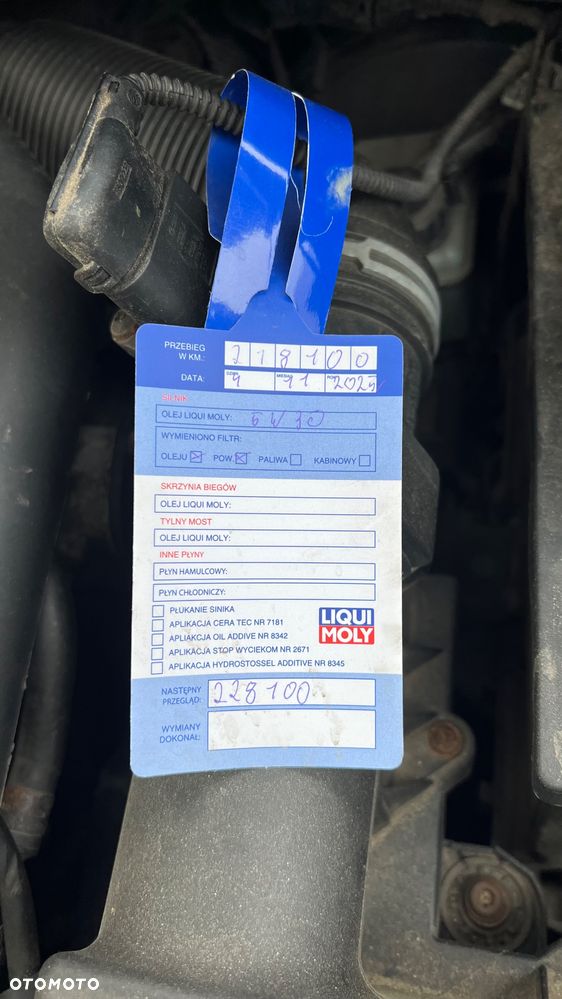 PRZEBIEG W KM.: 218100
DATA: DZIEŃ 4 MIESIĄC 11 ROK 2025
SILNIK
OLEJ LIQUI MOLY: 5W30
WYMIENIONO FILTR:
OLEJU ☒ POW. ☒ PALIWA ☐ KABINOWY ☐
SKRZYNIA BIEGÓW
OLEJ LIQUI MOLY:
TYLNY MOST
OLEJ LIQUI MOLY:
INNE PŁYNY
PŁYN HAMULCOWY:
PŁYN CHŁODNICZY:
☐ PŁUKANIE SINIKA
☐ APLIKACJA CERA TEC NR 7181
☐ APLIAKCJA OIL ADDIVE NR 8342
☐ APLIKACJA STOP WYCIEKOM NR 2671
☐ APLIKACJA HYDROSTOSSEL ADDITIVE NR 8345
LIQUI
MOLY
NASTĘPNY PRZEGLĄD: 228100
WYMIANY DOKONAŁ:
OTOMOTO